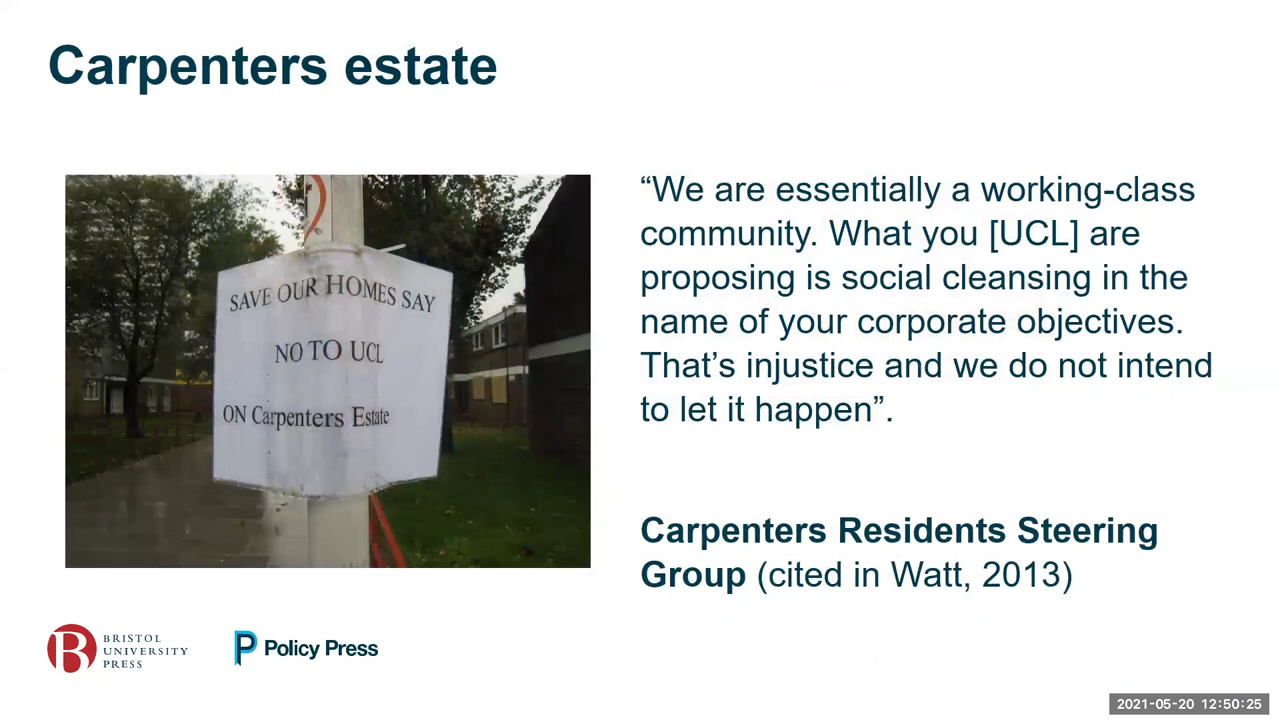 Carpenters estate
SAVE OUR HOMES SAY
NO TO UCL
ON Carpenters Estate
“We are essentially a working-class
community. What you [UCL] are
proposing is social cleansing in the
name of your corporate objectives.
That’s injustice and we do not intend
to let it happen”.
Carpenters Residents Steering
Group (cited in Watt, 2013)
BRISTOL
UNIVERSITY
PRESS
Policy Press
2021-05-20 12:50:25